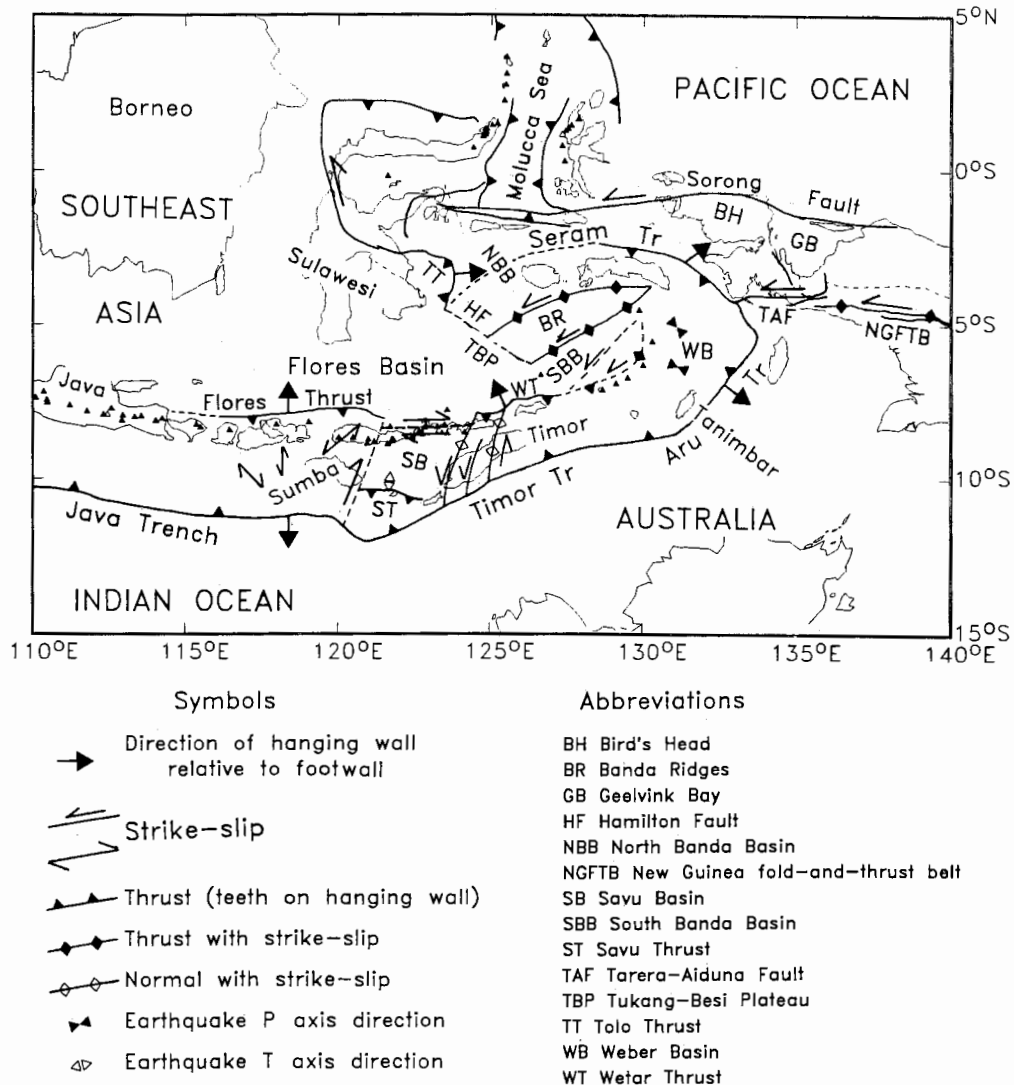 5°N
PACIFIC OCEAN
Borneo
Molucca Sea
0°S
Sorong
Fault
BH
GB
SOUTHEAST
Seram Tr
NBB
TT
Sulawesi
HF
BR
TAF
NGFTB
5°S
ASIA
TBP
SBB
WB
Flores Basin
Java
Flores Thrust
WT
Tr
Timor
Tanimbar
Aru
SB
Sumba
10°S
ST
Timor Tr
Java Trench
AUSTRALIA
INDIAN OCEAN
15°S
110°E 115°E 120°E 125°E 130°E 135°E 140°E
Symbols
Direction of hanging wall
relative to footwall
Strike-slip
Thrust (teeth on hanging wall)
Thrust with strike-slip
Normal with strike-slip
Earthquake P axis direction
Earthquake T axis direction
Abbreviations
BH Bird's Head
BR Banda Ridges
GB Geelvink Bay
HF Hamilton Fault
NBB North Banda Basin
NGFTB New Guinea fold-and-thrust belt
SB Savu Basin
SBB South Banda Basin
ST Savu Thrust
TAF Tarera-Aiduna Fault
TBP Tukang-Besi Plateau
TT Tolo Thrust
WB Weber Basin
WT Wetar Thrust